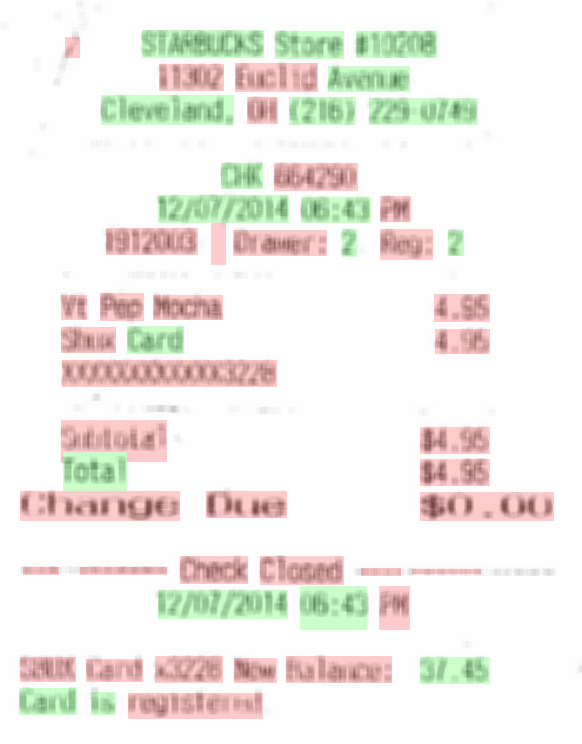 STARBUCKS Store #10208
11302 Euclid Avenue
Cleveland, OH (216) 229-0749
CHK 664290
12/07/2014 06:43 PM
1912003 Drawer: 2 Reg: 2
Vt Pep Mocha 4.95
Sbux Card 4.95
XXXXXXXXXXXX3228
Subtotal $4.95
Total $4.95
Change Due $0.00
Check Closed
12/07/2014 06:43 PM
SBUX Card x3228 New Balance: 37.45
Card is registered